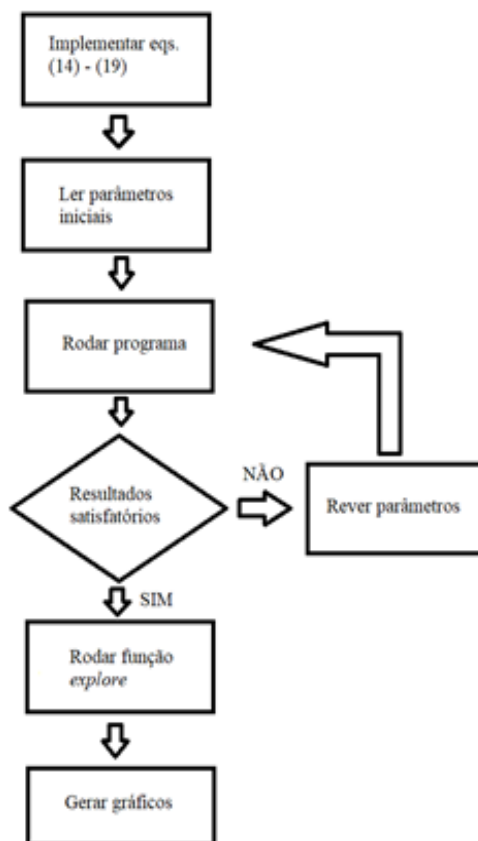 Implementar eqs.
(14) - (19)
Ler parâmetros
iniciais
Rodar programa
Resultados
satisfatórios
NÃO
Rever parâmetros
SIM
Rodar função
explore
Gerar gráficos